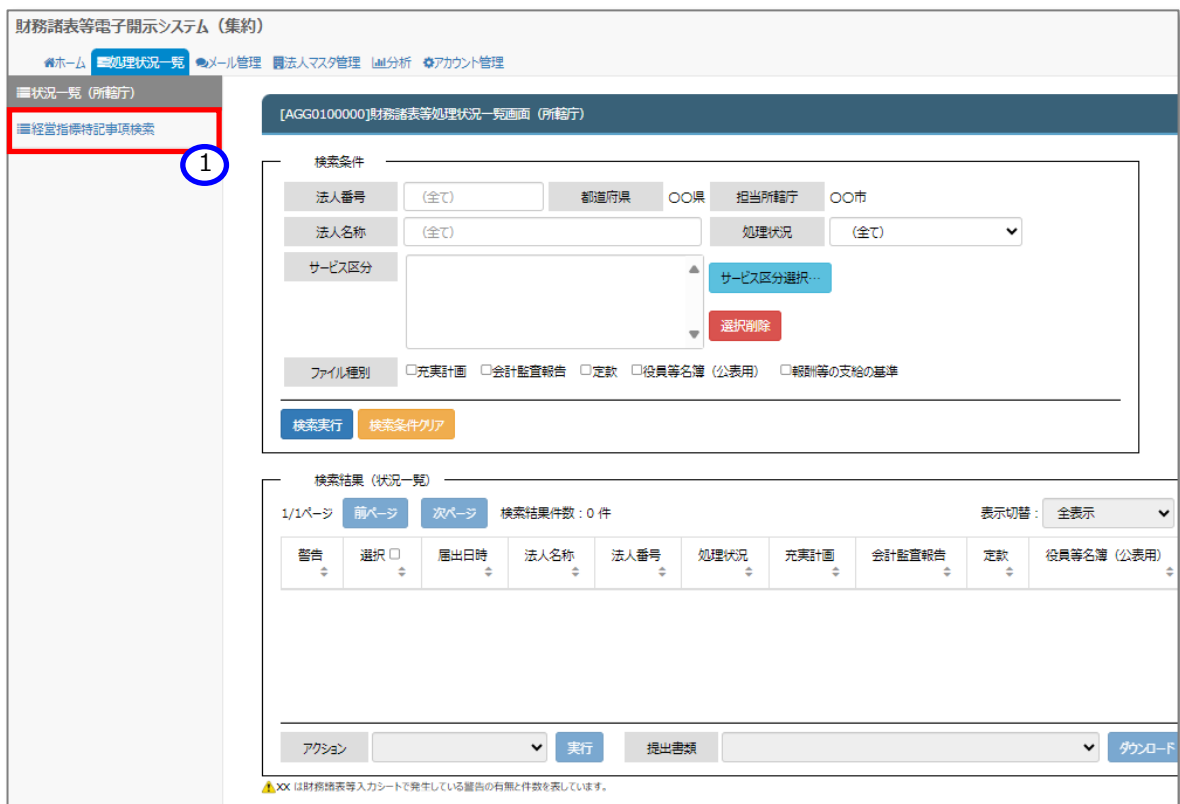 財務諸表等電子開示システム（集約）
ホーム 処理状況一覧 メール管理 法人マスタ管理 分析 アカウント管理
状況一覧（所轄庁）
経営指標特記事項検索
1
[AGG0100000]財務諸表等処理状況一覧画面（所轄庁）
検索条件
法人番号 (全て) 都道府県 〇〇県 担当所轄庁 〇〇市
法人名称 (全て) 処理状況 (全て)
サービス区分 サービス区分選択…
選択削除
ファイル種別 充実計画 会計監査報告 定款 役員等名簿（公表用） 報酬等の支給の基準
検索実行 検索条件クリア
検索結果（状況一覧）
1/1ページ 前ページ 次ページ 検索結果件数：0 件 表示切替： 全表示
警告 選択 届出日時 法人名称 法人番号 処理状況 充実計画 会計監査報告 定款 役員等名簿（公表用）
アクション 実行 提出書類 ダウンロード
XX は財務諸表等入力シートで発生している警告の有無と件数を表しています。